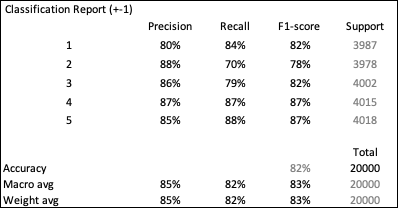 Classification Report (+-1)
Precision Recall F1-score Support
1 80% 84% 82% 3987
2 88% 70% 78% 3978
3 86% 79% 82% 4002
4 87% 87% 87% 4015
5 85% 88% 87% 4018
Total
Accuracy 82% 20000
Macro avg 85% 82% 83% 20000
Weight avg 85% 82% 83% 20000